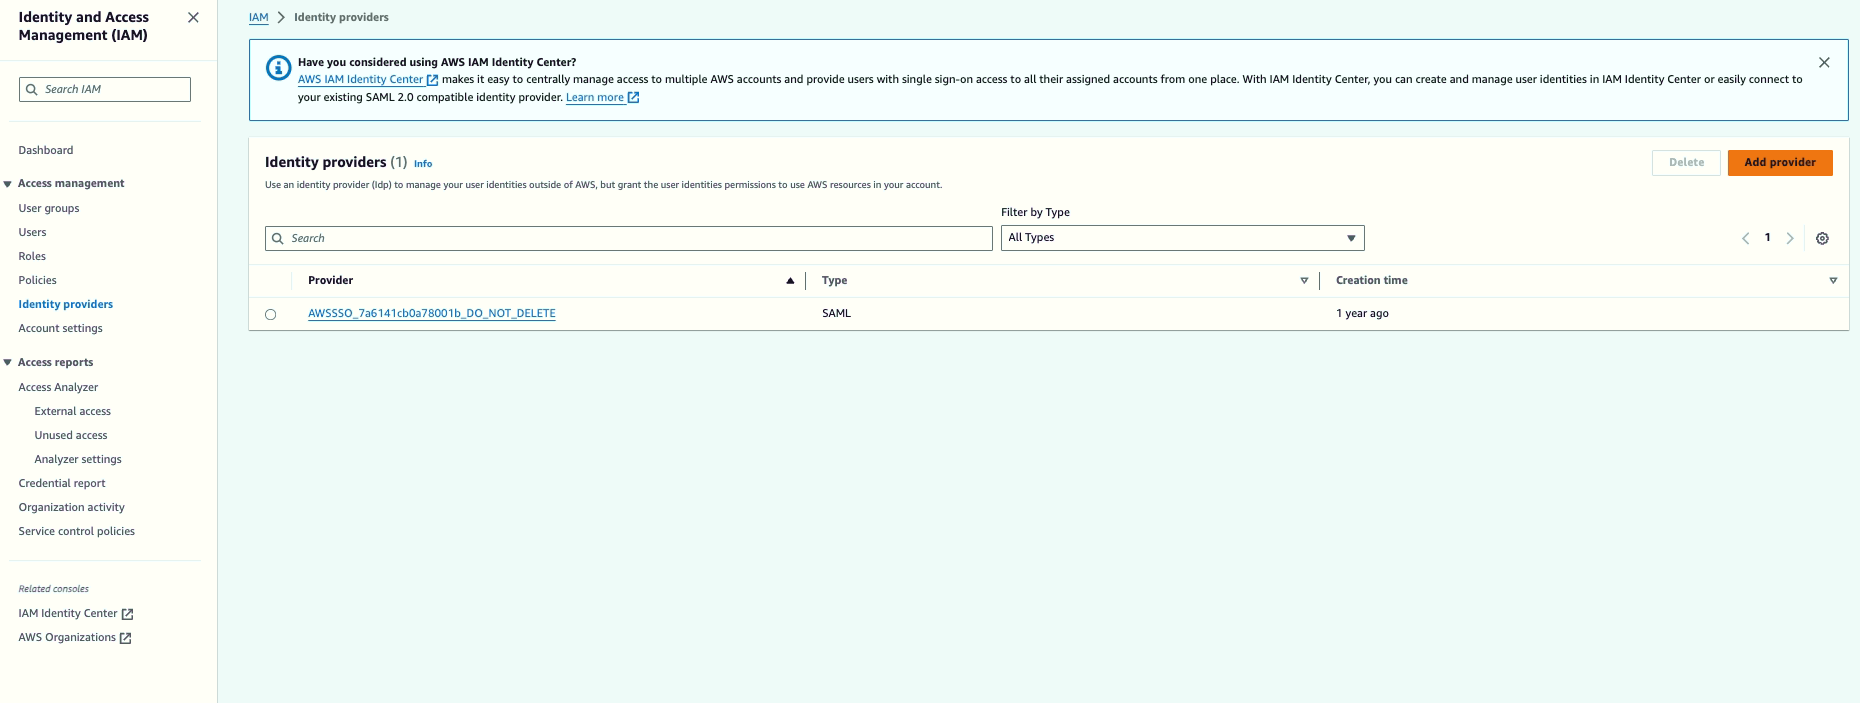 Identity and Access
Management (IAM)
Search IAM
Dashboard
Access management
User groups
Users
Roles
Policies
Identity providers
Account settings
Access reports
Access Analyzer
External access
Unused access
Analyzer settings
Credential report
Organization activity
Service control policies
Related consoles
IAM Identity Center
AWS Organizations
IAM > Identity providers
Have you considered using AWS IAM Identity Center?
AWS IAM Identity Center makes it easy to centrally manage access to multiple AWS accounts and provide users with single sign-on access to all their assigned accounts from one place. With IAM Identity Center, you can create and manage user identities in IAM Identity Center or easily connect to
your existing SAML 2.0 compatible identity provider. Learn more
Identity providers (1) Info
Delete
Add provider
Use an identity provider (Idp) to manage your user identities outside of AWS, but grant the user identities permissions to use AWS resources in your account.
Filter by Type
Search
All Types
1
Provider
Type
Creation time
AWSSSO_7a6141cb0a78001b_DO_NOT_DELETE
SAML
1 year ago